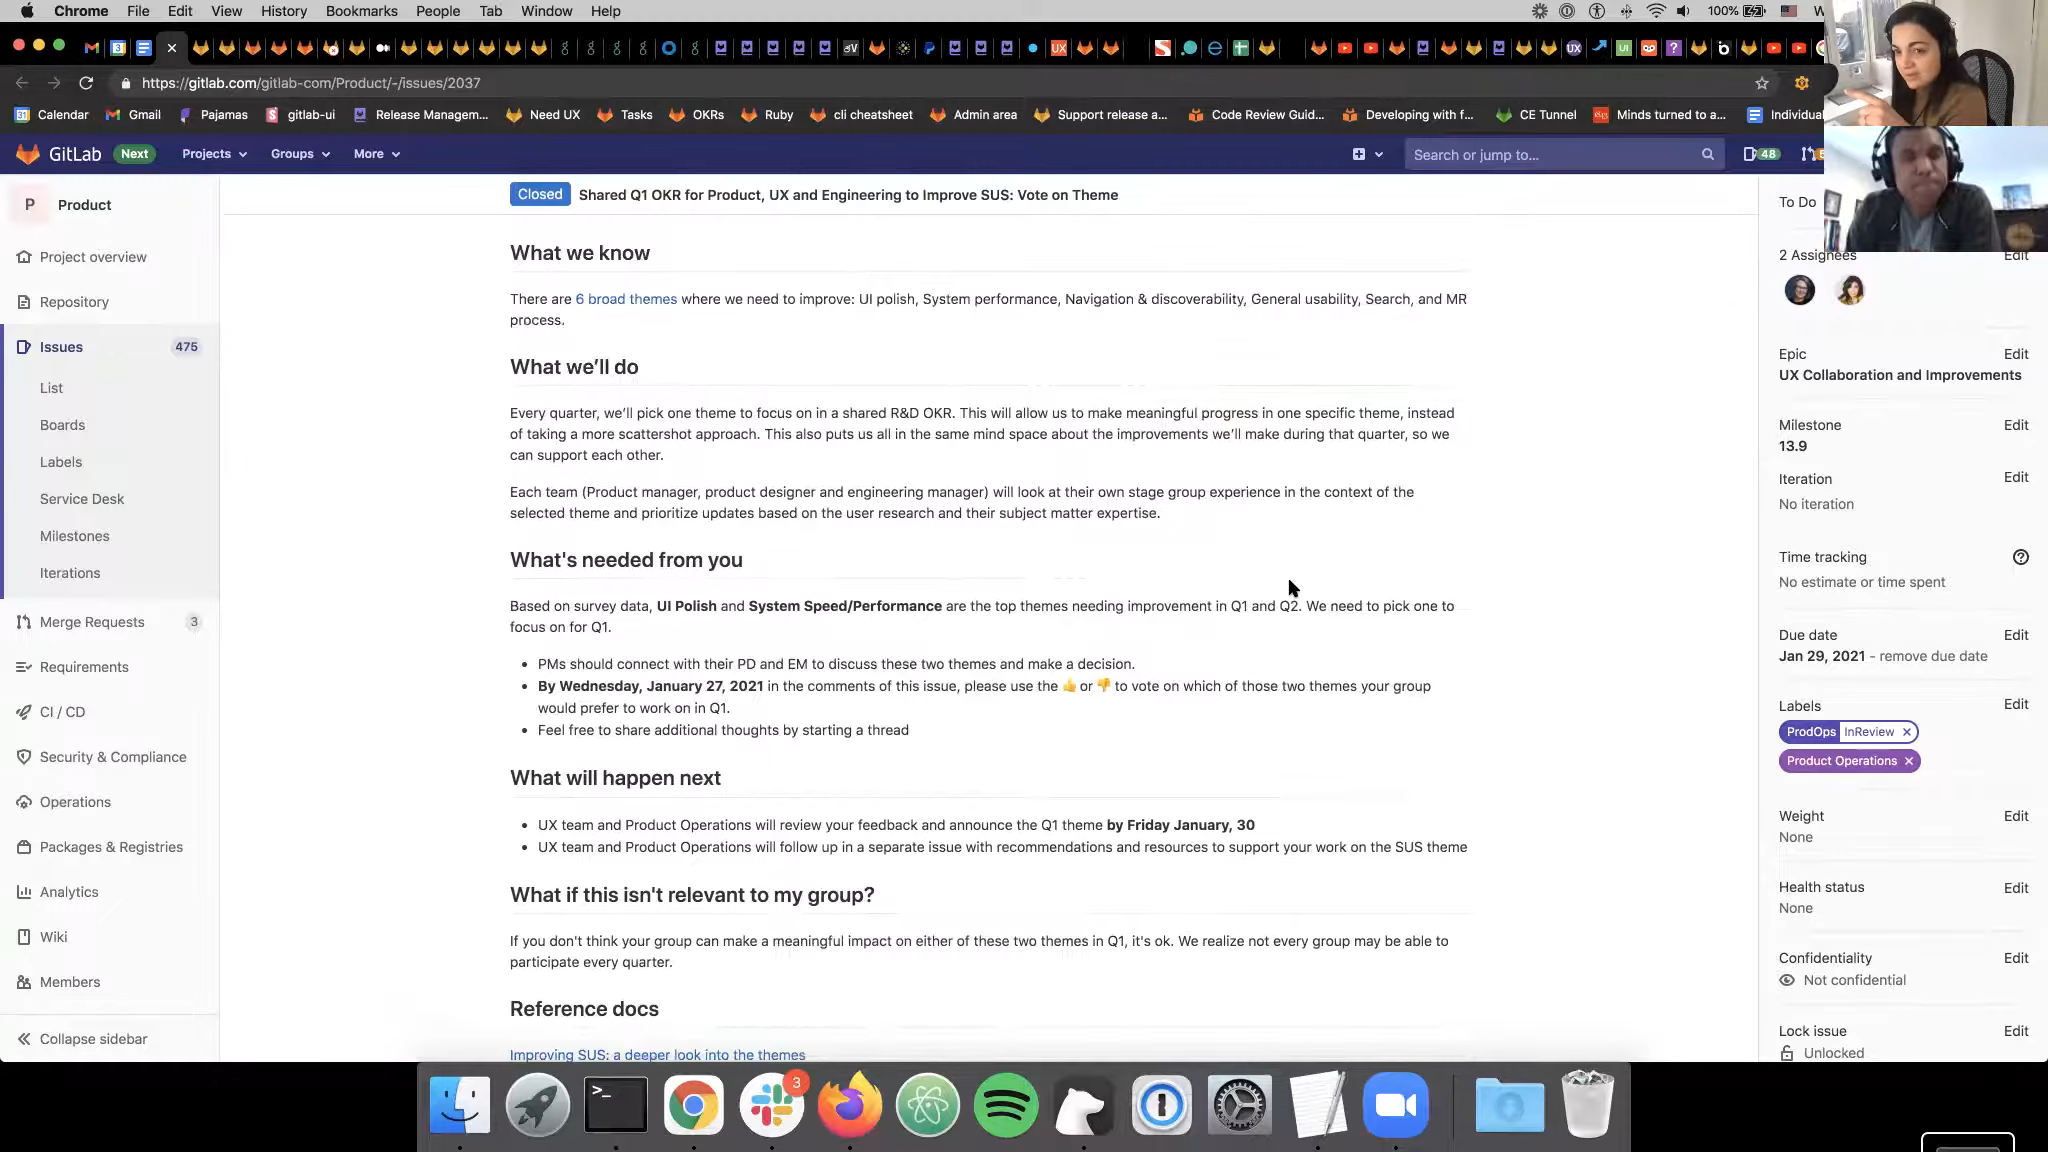 Chrome File Edit View History Bookmarks People Tab Window Help 100%
https://gitlab.com/gitlab-com/Product/-/issues/2037
Calendar Gmail Pajamas gitlab-ui Release Managem... Need UX Tasks OKRs Ruby cli cheatsheet Admin area Support release a... Code Review Guid... Developing with f... CE Tunnel Minds turned to a... Individual
GitLab Next Projects Groups More Search or jump to... 48
P Product
Project overview
Repository
Issues 475
List
Boards
Labels
Service Desk
Milestones
Iterations
Merge Requests 3
Requirements
CI / CD
Security & Compliance
Operations
Packages & Registries
Analytics
Wiki
Members
Collapse sidebar
Closed Shared Q1 OKR for Product, UX and Engineering to Improve SUS: Vote on Theme
What we know
There are 6 broad themes where we need to improve: UI polish, System performance, Navigation & discoverability, General usability, Search, and MR
process.
What we'll do
Every quarter, we'll pick one theme to focus on in a shared R&D OKR. This will allow us to make meaningful progress in one specific theme, instead
of taking a more scattershot approach. This also puts us all in the same mind space about the improvements we'll make during that quarter, so we
can support each other.
Each team (Product manager, product designer and engineering manager) will look at their own stage group experience in the context of the
selected theme and prioritize updates based on the user research and their subject matter expertise.
What's needed from you
Based on survey data, UI Polish and System Speed/Performance are the top themes needing improvement in Q1 and Q2. We need to pick one to
focus on for Q1.
• PMs should connect with their PD and EM to discuss these two themes and make a decision.
• By Wednesday, January 27, 2021 in the comments of this issue, please use the 👍 or 👎 to vote on which of those two themes your group
would prefer to work on in Q1.
• Feel free to share additional thoughts by starting a thread
What will happen next
• UX team and Product Operations will review your feedback and announce the Q1 theme by Friday January, 30
• UX team and Product Operations will follow up in a separate issue with recommendations and resources to support your work on the SUS theme
What if this isn't relevant to my group?
If you don't think your group can make a meaningful impact on either of these two themes in Q1, it's ok. We realize not every group may be able to
participate every quarter.
Reference docs
Improving SUS: a deeper look into the themes
To Do
2 Assignees Edit
Epic Edit
UX Collaboration and Improvements
Milestone Edit
13.9
Iteration Edit
No iteration
Time tracking
No estimate or time spent
Due date Edit
Jan 29, 2021 - remove due date
Labels Edit
ProdOps InReview ×
Product Operations ×
Weight Edit
None
Health status Edit
None
Confidentiality Edit
Not confidential
Lock issue Edit
Unlocked
3